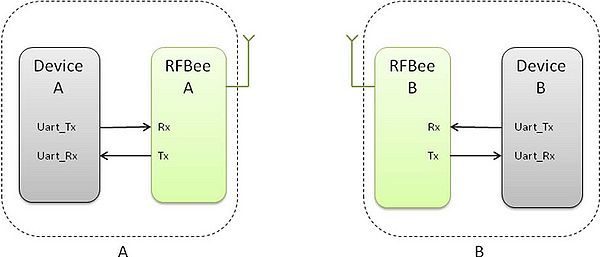 Device
A
RFBee
A
Uart_Tx
Rx
Uart_Rx
Tx
A
RFBee
B
Device
B
Rx
Uart_Tx
Tx
Uart_Rx
B